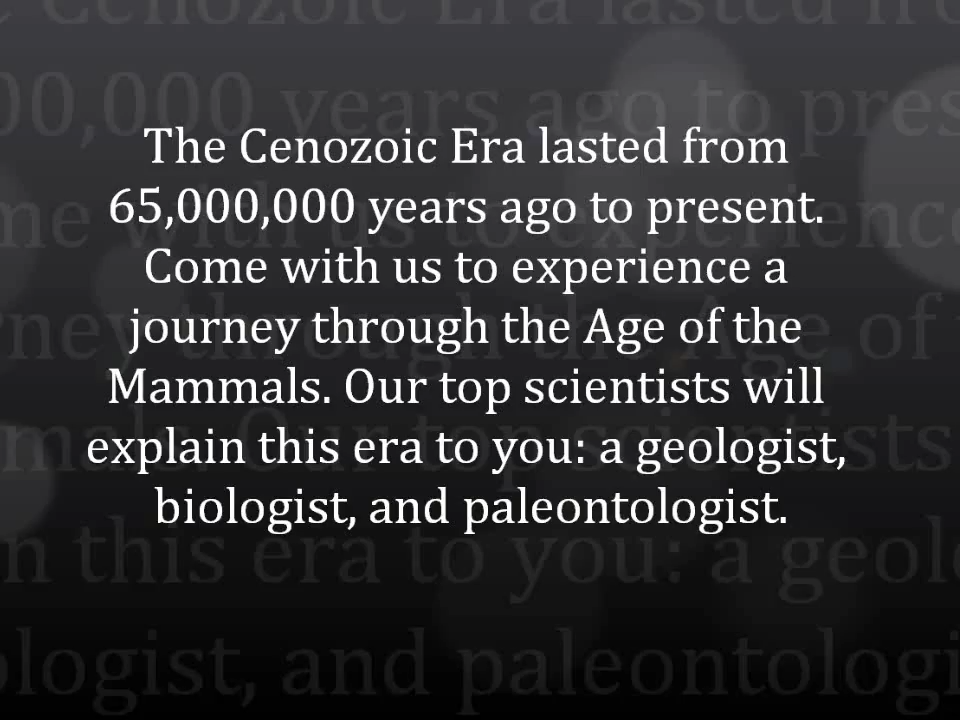 The Cenozoic Era lasted from
65,000,000 years ago to present.
Come with us to experience a
journey through the Age of the
Mammals. Our top scientists will
explain this era to you: a geologist,
biologist, and paleontologist.